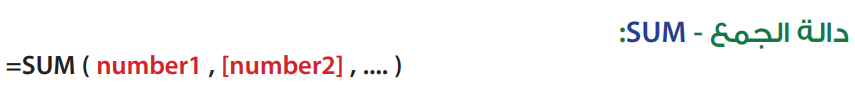 دالة الجمع - SUM:
=SUM ( number1 , [number2] , .... )